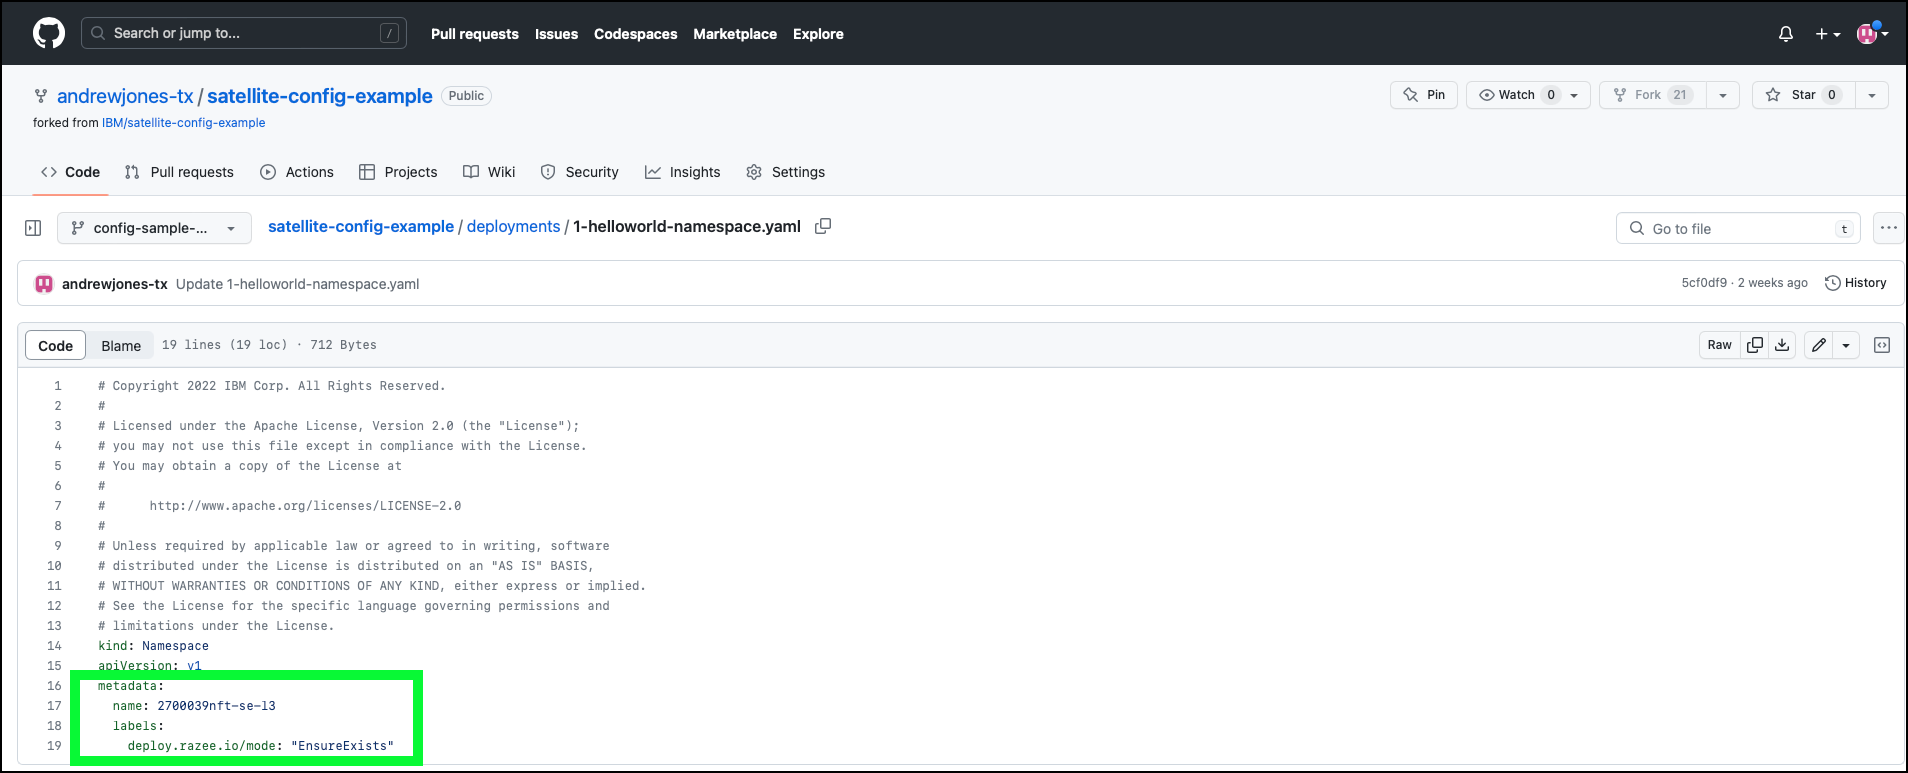 Search or jump to... /
Pull requests Issues Codespaces Marketplace Explore
andrewjones-tx / satellite-config-example Public
Pin Watch 0 Fork 21 Star 0
forked from IBM/satellite-config-example
Code Pull requests Actions Projects Wiki Security Insights Settings
config-sample-... satellite-config-example / deployments / 1-helloworld-namespace.yaml Go to file t
andrewjones-tx Update 1-helloworld-namespace.yaml 5cf0df9 · 2 weeks ago History
Code Blame 19 lines (19 loc) · 712 Bytes Raw
1 # Copyright 2022 IBM Corp. All Rights Reserved.
2 #
3 # Licensed under the Apache License, Version 2.0 (the "License");
4 # you may not use this file except in compliance with the License.
5 # You may obtain a copy of the License at
6 #
7 #      http://www.apache.org/licenses/LICENSE-2.0
8 #
9 # Unless required by applicable law or agreed to in writing, software
10 # distributed under the License is distributed on an "AS IS" BASIS,
11 # WITHOUT WARRANTIES OR CONDITIONS OF ANY KIND, either express or implied.
12 # See the License for the specific language governing permissions and
13 # limitations under the License.
14 kind: Namespace
15 apiVersion: v1
16 metadata:
17   name: 2700039nft-se-l3
18   labels:
19     deploy.razee.io/mode: "EnsureExists"